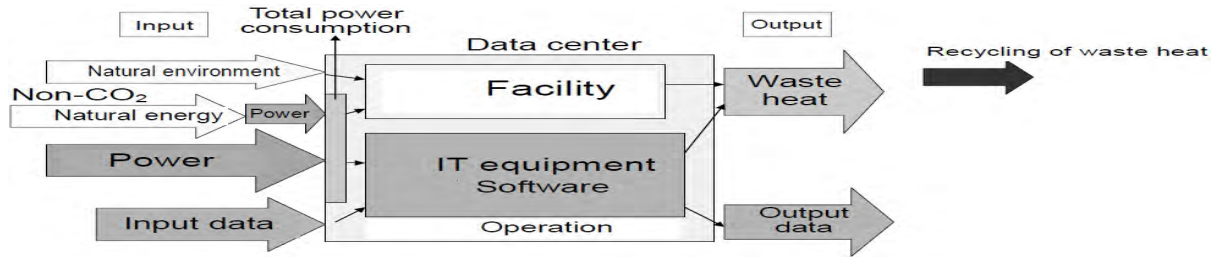 Input
Total power
consumption
Output
Data center
Recycling of waste heat
Natural environment
Facility
Waste
heat
Non-CO₂
Natural energy
Power
Power
IT equipment
Software
Input data
Output
data
Operation